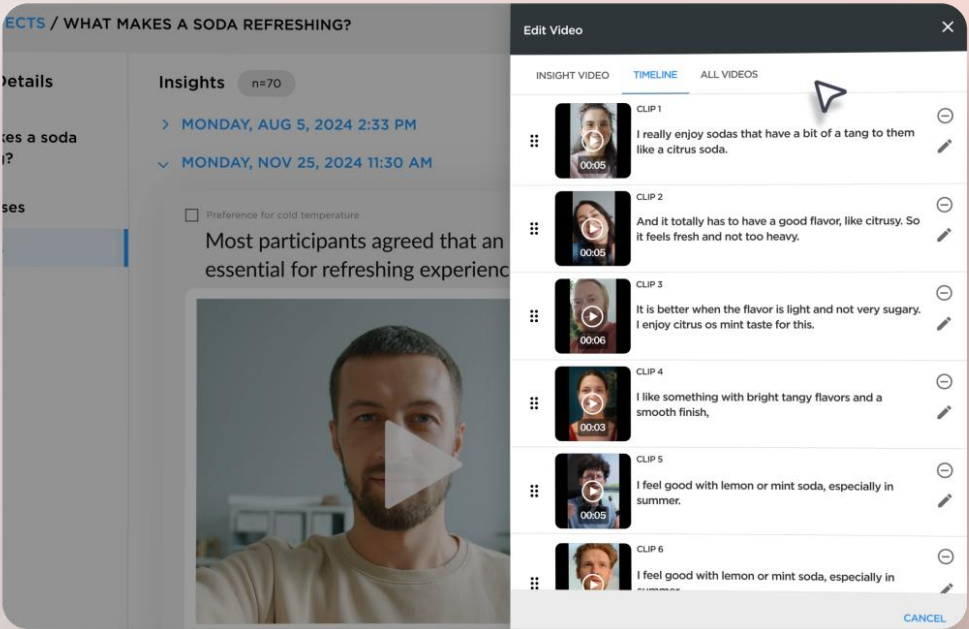 ECTS / WHAT MAKES A SODA REFRESHING?
Details
kes a soda
g?
ses
Insights n=70
MONDAY, AUG 5, 2024 2:33 PM
MONDAY, NOV 25, 2024 11:30 AM
Preference for cold temperature
Most participants agreed that an
essential for refreshing experienc
Edit Video
INSIGHT VIDEO TIMELINE ALL VIDEOS
CLIP 1
I really enjoy sodas that have a bit of a tang to them
like a citrus soda.
00:05
CLIP 2
And it totally has to have a good flavor, like citrusy. So
it feels fresh and not too heavy.
00:05
CLIP 3
It is better when the flavor is light and not very sugary.
I enjoy citrus os mint taste for this.
00:06
CLIP 4
I like something with bright tangy flavors and a
smooth finish,
00:03
CLIP 5
I feel good with lemon or mint soda, especially in
summer.
00:05
CLIP 6
I feel good with lemon or mint soda, especially in
summer.
CANCEL